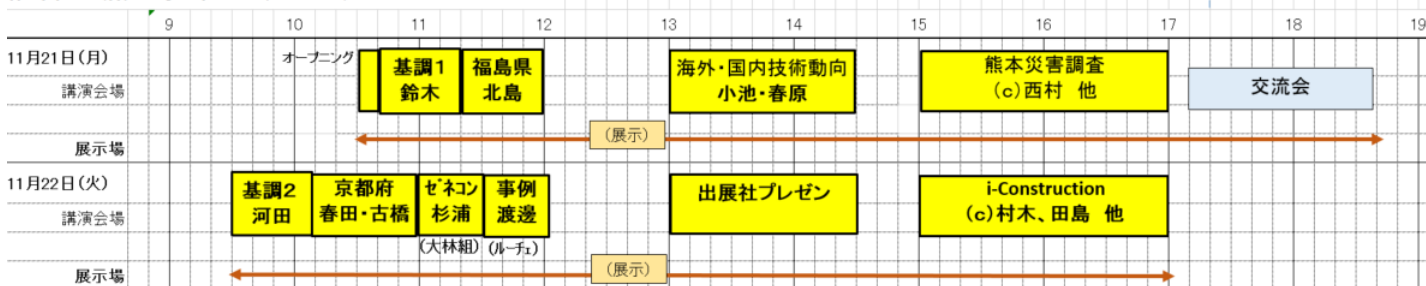 9 10 11 12 13 14 15 16 17 18 19
11月21日(月)
オープニング
基調1
鈴木
福島県
北島
海外・国内技術動向
小池・春原
熊本災害調査
(c)西村 他
交流会
講演会場
(展示)
展示場
11月22日(火)
基調2
河田
京都府
春田・古橋
ｾﾞﾈｺﾝ
杉浦
事例
渡邊
出展社プレゼン
i-Construction
(c)村木、田島 他
講演会場
(大林組)
(ﾙｰﾁｪ)
(展示)
展示場